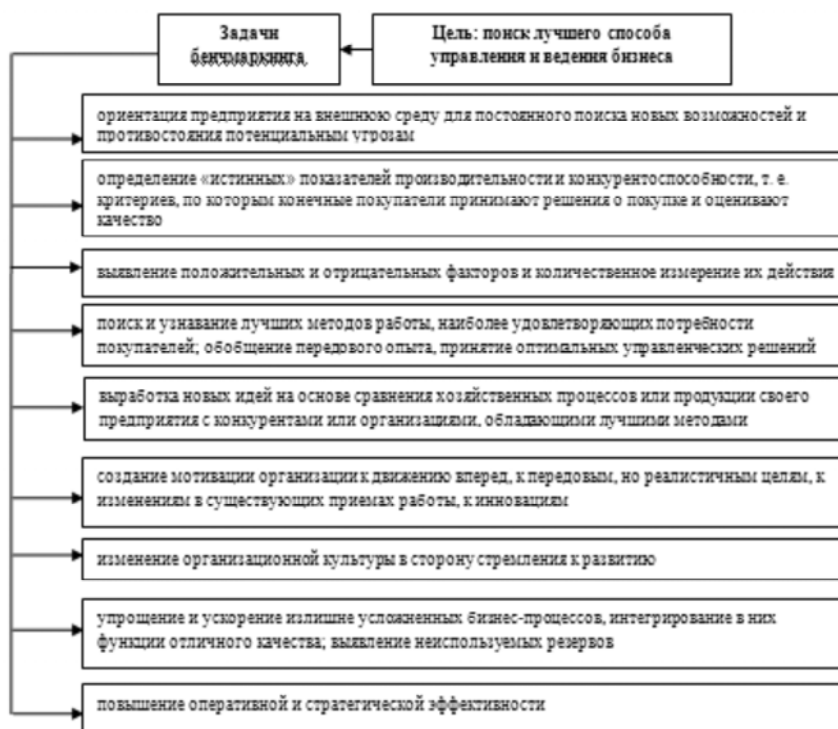 Задачи
бенчмаркинга
Цель: поиск лучшего способа
управления и ведения бизнеса
ориентация предприятия на внешнюю среду для постоянного поиска новых возможностей и
противостояния потенциальным угрозам
определение «истинных» показателей производительности и конкурентоспособности, т. е.
критериев, по которым конечные покупатели принимают решения о покупке и оценивают
качество
выявление положительных и отрицательных факторов и количественное измерение их действия
поиск и узнавание лучших методов работы, наиболее удовлетворяющих потребности
покупателей; обобщение передового опыта, принятие оптимальных управленческих решений
выработка новых идей на основе сравнения хозяйственных процессов или продукции своего
предприятия с конкурентами или организациями, обладающими лучшими методами
создание мотивации организации к движению вперед, к передовым, но реалистичным целям, к
изменениям в существующих приемах работы, к инновациям
изменение организационной культуры в сторону стремления к развитию
упрощение и ускорение излишне усложненных бизнес-процессов, интегрирование в них
функции отличного качества; выявление неиспользуемых резервов
повышение оперативной и стратегической эффективности